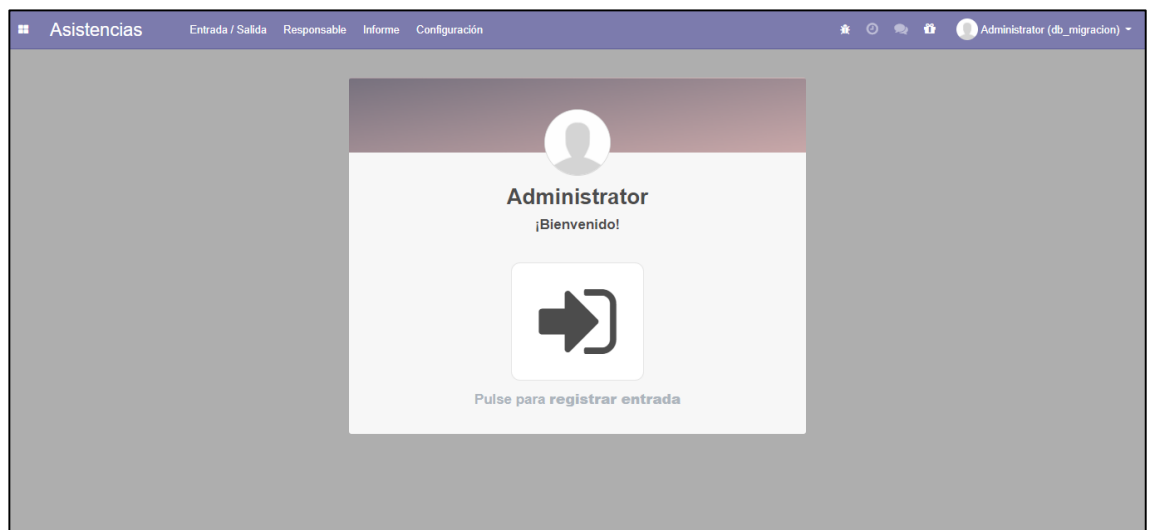 Asistencias Entrada / Salida Responsable Informe Configuración Administrator (db_migracion)
Administrator
¡Bienvenido!
Pulse para registrar entrada